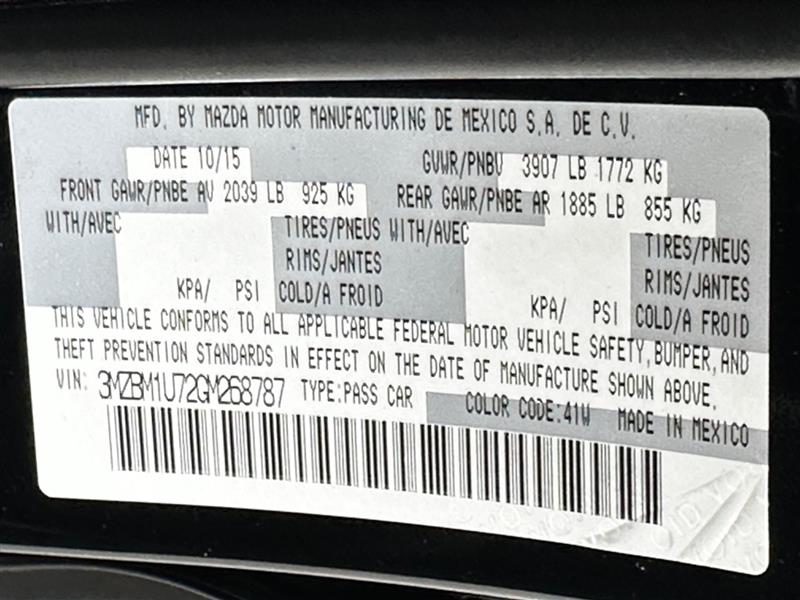 MFD. BY MAZDA MOTOR MANUFACTURING DE MEXICO S.A. DE C.V.
DATE 10/15 GVWR/PNBV 3907 LB 1772 KG
FRONT GAWR/PNBE AV 2039 LB 925 KG REAR GAWR/PNBE AR 1885 LB 855 KG
WITH/AVEC TIRES/PNEUS WITH/AVEC TIRES/PNEUS
RIMS/JANTES RIMS/JANTES
KPA/ PSI COLD/A FROID KPA/ PSI COLD/A FROID
THIS VEHICLE CONFORMS TO ALL APPLICABLE FEDERAL MOTOR VEHICLE SAFETY, BUMPER, AND
THEFT PREVENTION STANDARDS IN EFFECT ON THE DATE OF MANUFACTURE SHOWN ABOVE.
VIN: 3MZBM1U72GM268787 TYPE:PASS CAR COLOR CODE:41W MADE IN MEXICO